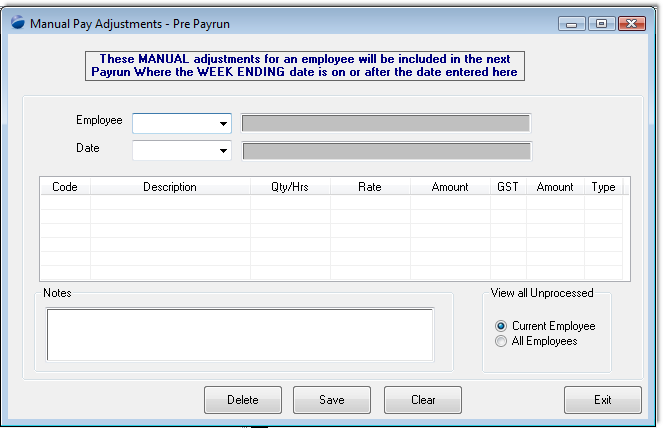 Manual Pay Adjustments - Pre Payrun
These MANUAL adjustments for an employee will be included in the next
Payrun Where the WEEK ENDING date is on or after the date entered here
Employee
Date
Code Description Qty/Hrs Rate Amount GST Amount Type
Notes
View all Unprocessed
Current Employee
All Employees
Delete Save Clear Exit